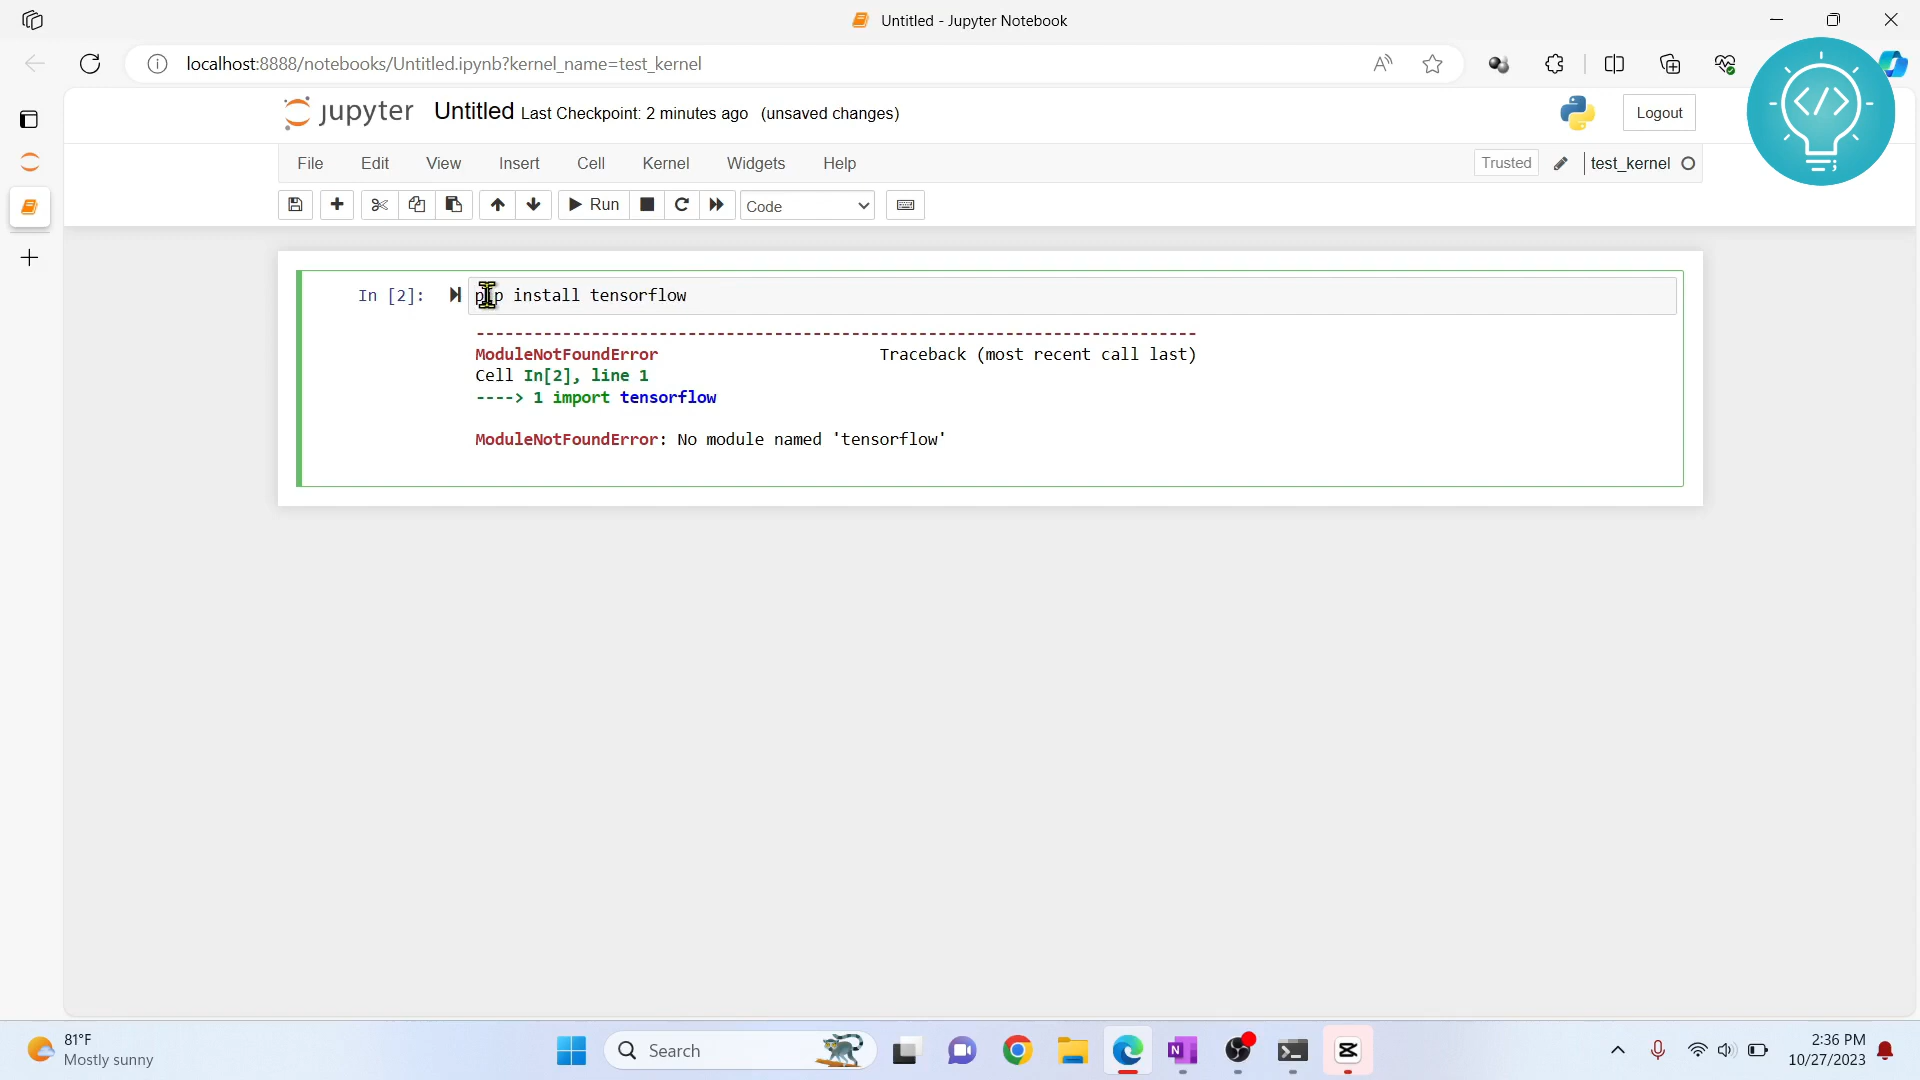 Untitled - Jupyter Notebook
localhost:8888/notebooks/Untitled.ipynb?kernel_name=test_kernel
jupyter Untitled Last Checkpoint: 2 minutes ago (unsaved changes)
Logout
File Edit View Insert Cell Kernel Widgets Help
Trusted
test_kernel
Run
Code
In [2]: pip install tensorflow
---------------------------------------------------------------------------
ModuleNotFoundError Traceback (most recent call last)
Cell In[2], line 1
----> 1 import tensorflow
ModuleNotFoundError: No module named 'tensorflow'
</>
81°F
Mostly sunny
Search
2:36 PM
10/27/2023